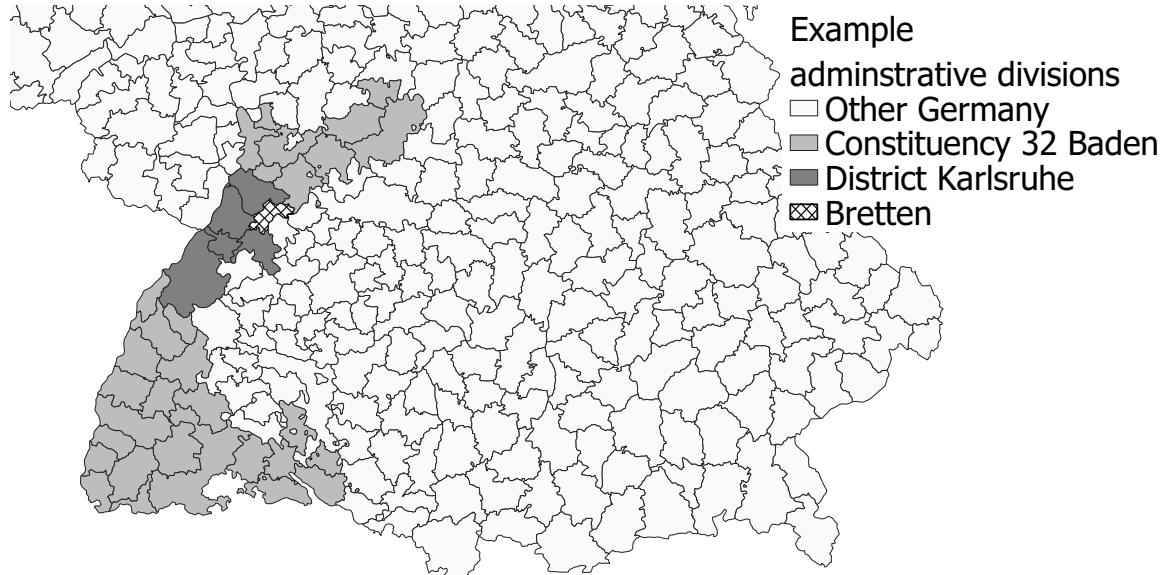 Example
adminstrative divisions
Other Germany
Constituency 32 Baden
District Karlsruhe
Bretten